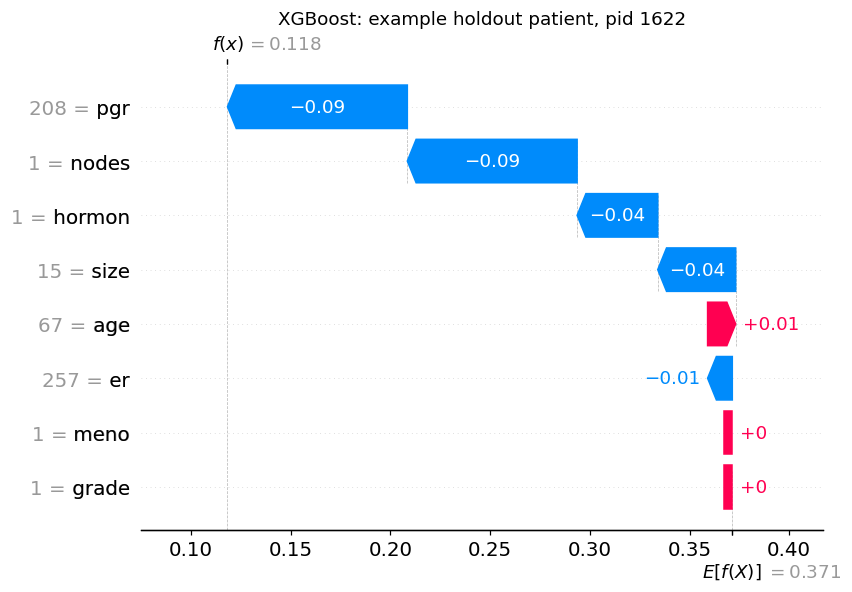 XGBoost: example holdout patient, pid 1622
f(x) = 0.118
208 = pgr −0.09
1 = nodes −0.09
1 = hormon −0.04
15 = size −0.04
67 = age +0.01
257 = er −0.01
1 = meno +0
1 = grade +0
0.10 0.15 0.20 0.25 0.30 0.35 0.40
E[f(X)] = 0.371